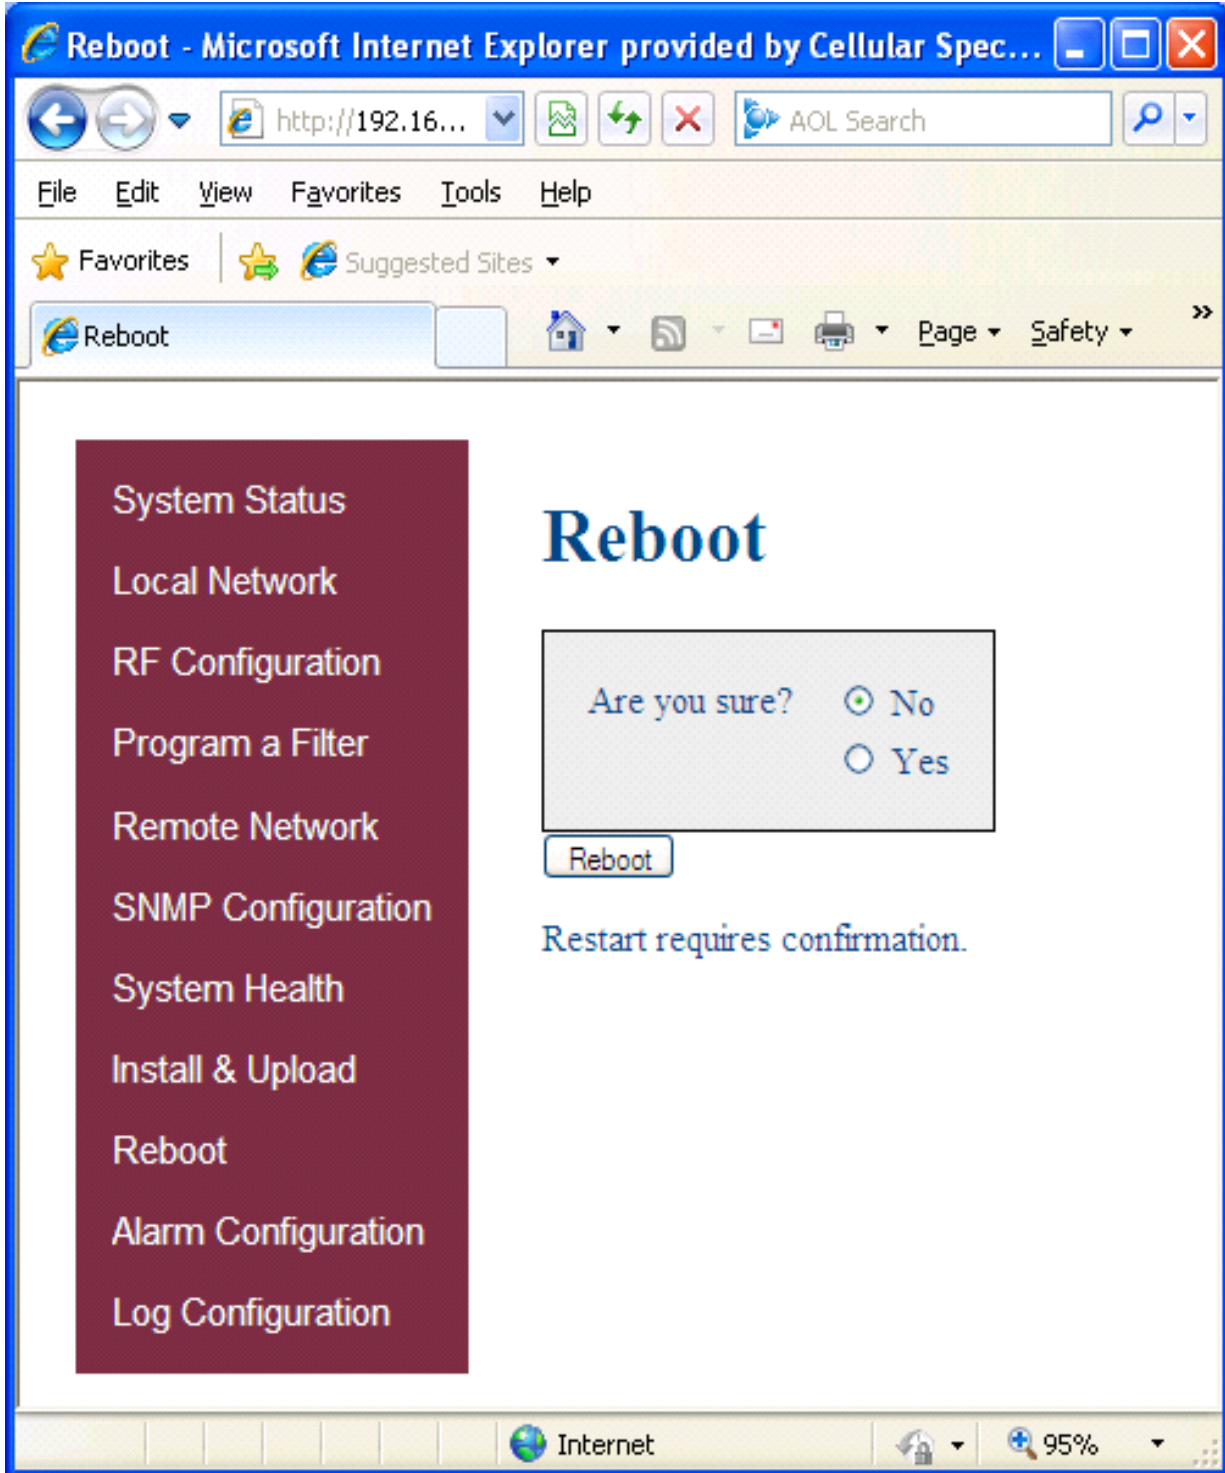 Reboot - Microsoft Internet Explorer provided by Cellular Spec...
http://192.16...
AOL Search
File Edit View Favorites Tools Help
Favorites Suggested Sites
Reboot
Page Safety »
System Status
Local Network
RF Configuration
Program a Filter
Remote Network
SNMP Configuration
System Health
Install & Upload
Reboot
Alarm Configuration
Log Configuration
Reboot
Are you sure? No
Yes
Reboot
Restart requires confirmation.
Internet 95%